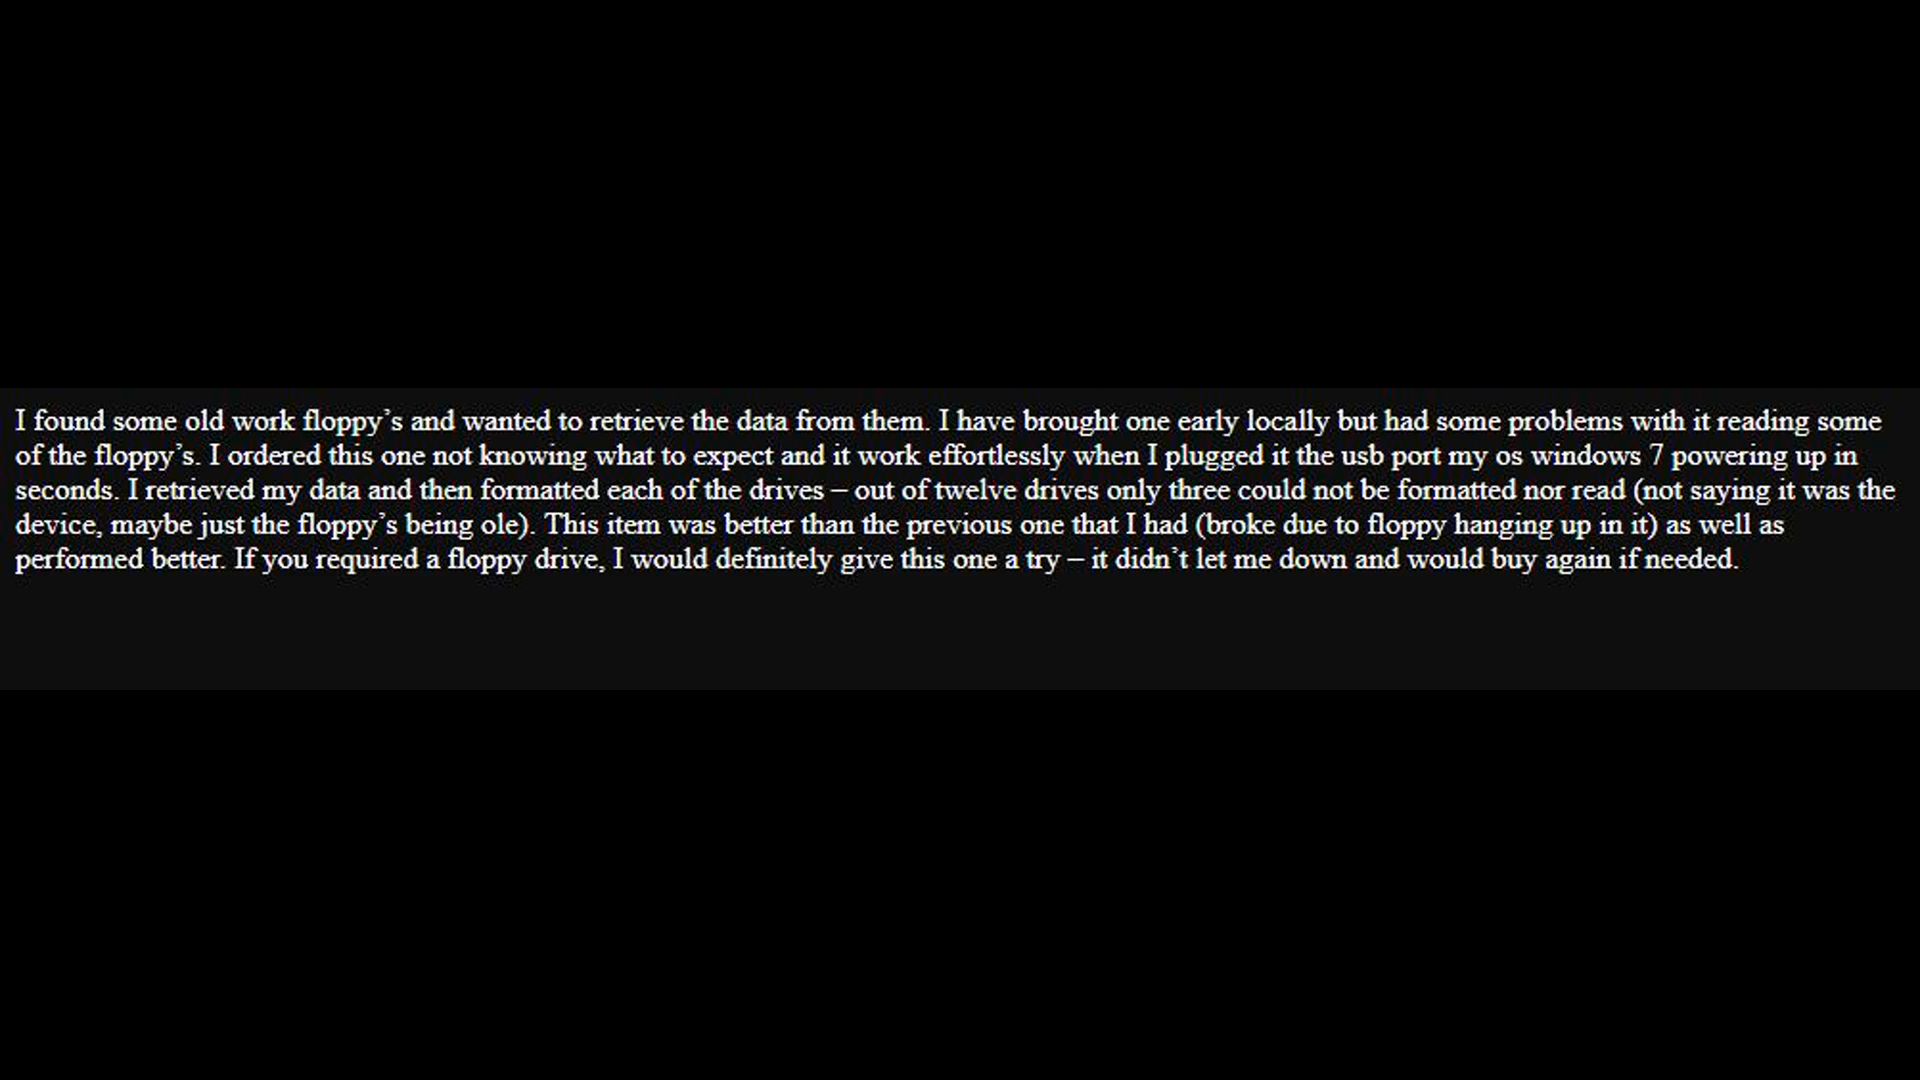 I found some old work floppy’s and wanted to retrieve the data from them. I have brought one early locally but had some problems with it reading some
of the floppy’s. I ordered this one not knowing what to expect and it work effortlessly when I plugged it the usb port my os windows 7 powering up in
seconds. I retrieved my data and then formatted each of the drives – out of twelve drives only three could not be formatted nor read (not saying it was the
device, maybe just the floppy’s being ole). This item was better than the previous one that I had (broke due to floppy hanging up in it) as well as
performed better. If you required a floppy drive, I would definitely give this one a try – it didn’t let me down and would buy again if needed.